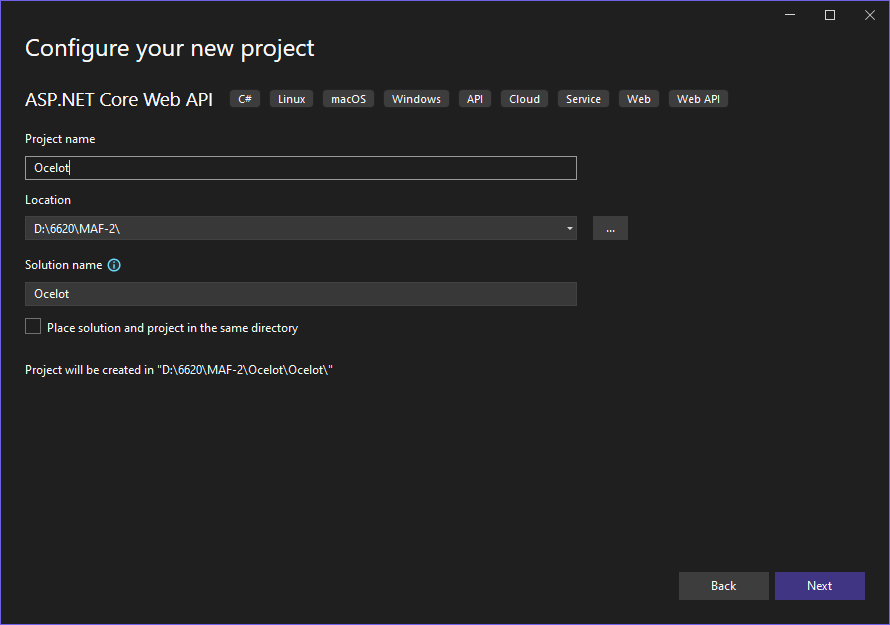 Configure your new project
ASP.NET Core Web API C# Linux macOS Windows API Cloud Service Web Web API
Project name
Ocelot
Location
D:\6620\MAF-2\
...
Solution name
Ocelot
Place solution and project in the same directory
Project will be created in "D:\6620\MAF-2\Ocelot\Ocelot\"
Back Next